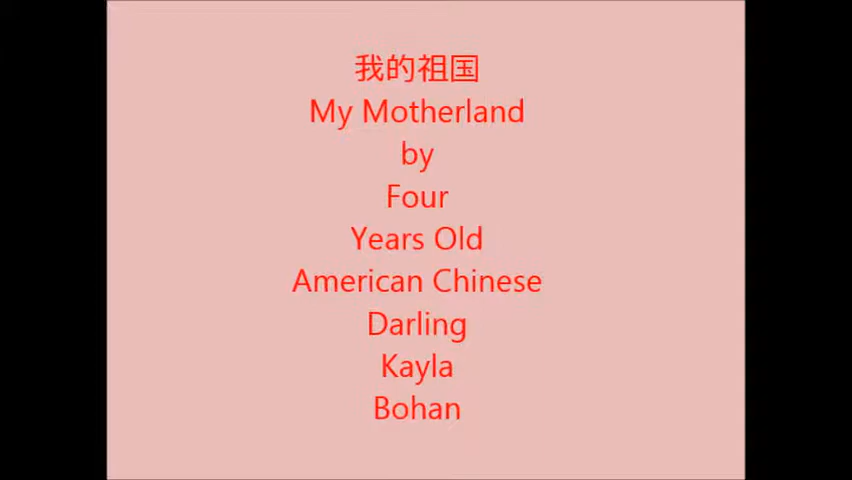 我的祖国
My Motherland
by
Four
Years Old
American Chinese
Darling
Kayla
Bohan